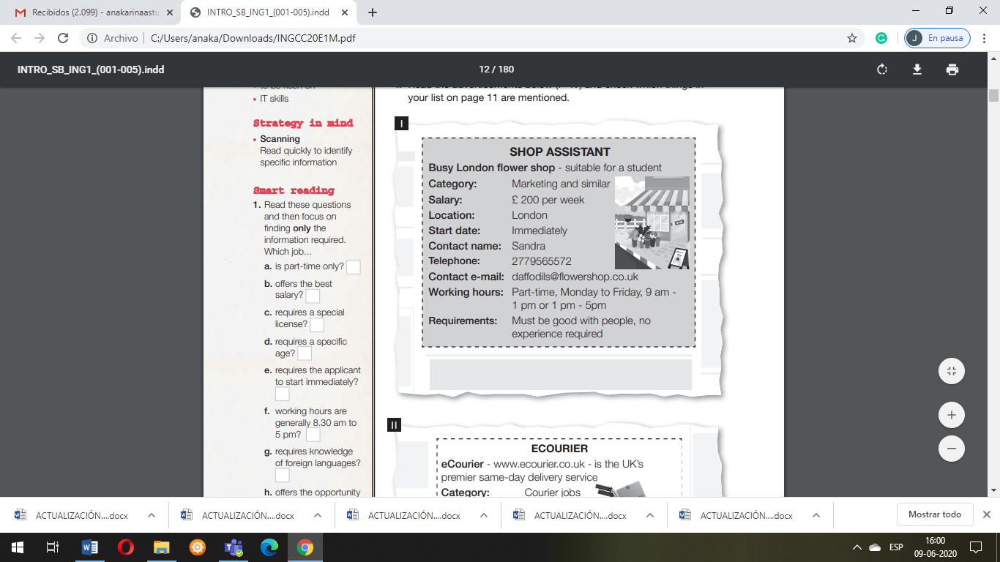 Recibidos (2.099) - anakarinaastu
INTRO_SB_ING1_(001-005).indd
Archivo
C:/Users/anaka/Downloads/INGCC20E1M.pdf
J
En pausa
INTRO_SB_ING1_(001-005).indd
12 / 180
• to be keen on
• IT skills
Strategy in mind
• Scanning
Read quickly to identify
specific information
Smart reading
1. Read these questions
and then focus on
finding only the
information required.
Which job...
a. is part-time only?
b. offers the best
salary?
c. requires a special
license?
d. requires a specific
age?
e. requires the applicant
to start immediately?
f. working hours are
generally 8.30 am to
5 pm?
g. requires knowledge
of foreign languages?
h. offers the opportunity
your list on page 11 are mentioned.
I
SHOP ASSISTANT
Busy London flower shop - suitable for a student
Category: Marketing and similar
Salary: £ 200 per week
Location: London
Start date: Immediately
Contact name: Sandra
Telephone: 2779565572
Contact e-mail: daffodils@flowershop.co.uk
Working hours: Part-time, Monday to Friday, 9 am -
1 pm or 1 pm - 5pm
Requirements: Must be good with people, no
experience required
II
ECOURIER
eCourier - www.ecourier.co.uk - is the UK's
premier same-day delivery service
Category: Courier jobs
ACTUALIZACIÓN....docx
ACTUALIZACIÓN....docx
ACTUALIZACIÓN....docx
ACTUALIZACIÓN....docx
ACTUALIZACIÓN....docx
Mostrar todo
ESP
16:00
09-06-2020